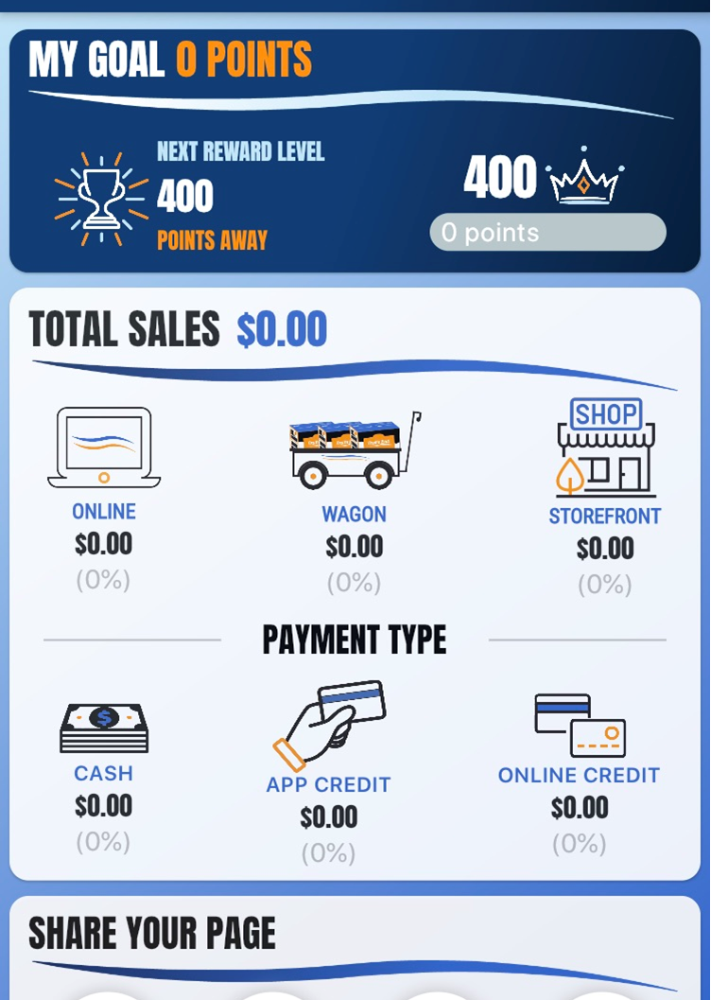 MY GOAL 0 POINTS
NEXT REWARD LEVEL
400
POINTS AWAY
400
0 points
TOTAL SALES $0.00
SHOP
ONLINE
$0.00
(0%)
WAGON
$0.00
(0%)
STOREFRONT
$0.00
(0%)
PAYMENT TYPE
$
CASH
$0.00
(0%)
APP CREDIT
$0.00
(0%)
ONLINE CREDIT
$0.00
(0%)
SHARE YOUR PAGE